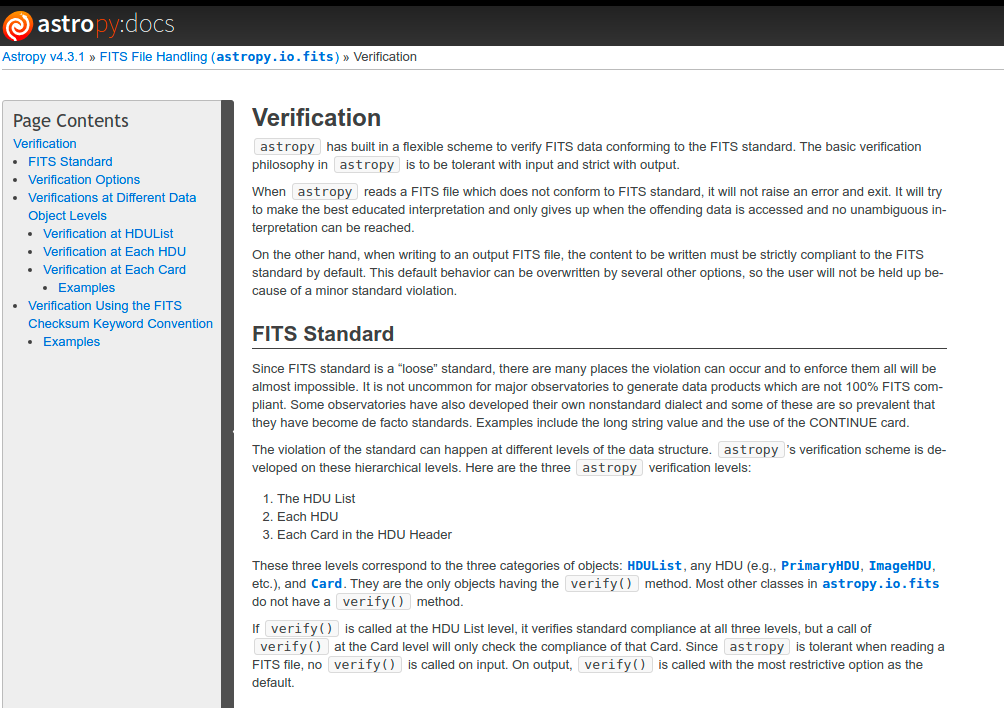 astropy:docs
Astropy v4.3.1 » FITS File Handling (astropy.io.fits) » Verification
Page Contents
Verification
• FITS Standard
• Verification Options
• Verifications at Different Data
Object Levels
• Verification at HDUList
• Verification at Each HDU
• Verification at Each Card
• Examples
• Verification Using the FITS
Checksum Keyword Convention
• Examples
Verification
astropy has built in a flexible scheme to verify FITS data conforming to the FITS standard. The basic verification
philosophy in astropy is to be tolerant with input and strict with output.
When astropy reads a FITS file which does not conform to FITS standard, it will not raise an error and exit. It will try
to make the best educated interpretation and only gives up when the offending data is accessed and no unambiguous in-
terpretation can be reached.
On the other hand, when writing to an output FITS file, the content to be written must be strictly compliant to the FITS
standard by default. This default behavior can be overwritten by several other options, so the user will not be held up be-
cause of a minor standard violation.
FITS Standard
Since FITS standard is a “loose” standard, there are many places the violation can occur and to enforce them all will be
almost impossible. It is not uncommon for major observatories to generate data products which are not 100% FITS com-
pliant. Some observatories have also developed their own nonstandard dialect and some of these are so prevalent that
they have become de facto standards. Examples include the long string value and the use of the CONTINUE card.
The violation of the standard can happen at different levels of the data structure. astropy ’s verification scheme is de-
veloped on these hierarchical levels. Here are the three astropy verification levels:
1. The HDU List
2. Each HDU
3. Each Card in the HDU Header
These three levels correspond to the three categories of objects: HDUList, any HDU (e.g., PrimaryHDU, ImageHDU,
etc.), and Card. They are the only objects having the verify() method. Most other classes in astropy.io.fits
do not have a verify() method.
If verify() is called at the HDU List level, it verifies standard compliance at all three levels, but a call of
verify() at the Card level will only check the compliance of that Card. Since astropy is tolerant when reading a
FITS file, no verify() is called on input. On output, verify() is called with the most restrictive option as the
default.